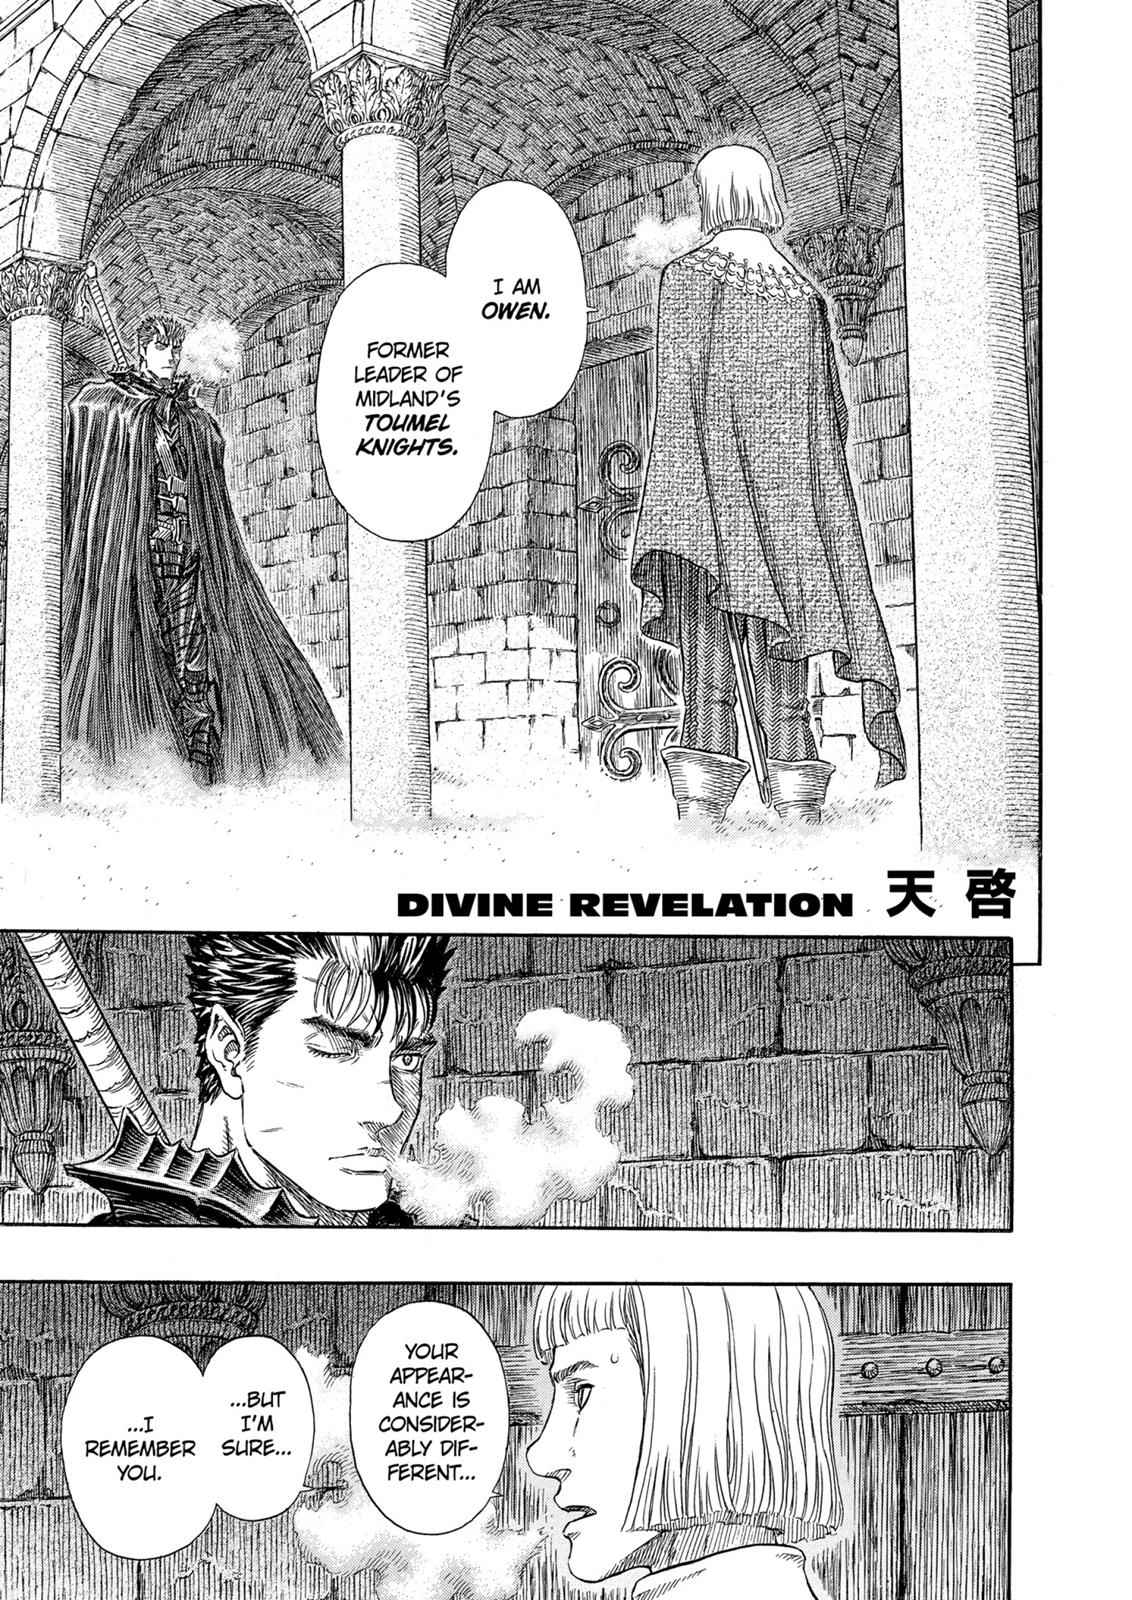 I AM
OWEN.
FORMER
LEADER OF
MIDLAND'S
TOUMEL
KNIGHTS.
DIVINE REVELATION 天啓
YOUR
APPEAR-
ANCE IS
CONSIDER-
ABLY DIF-
FERENT...
...BUT
I'M
SURE...
...I
REMEMBER
YOU.